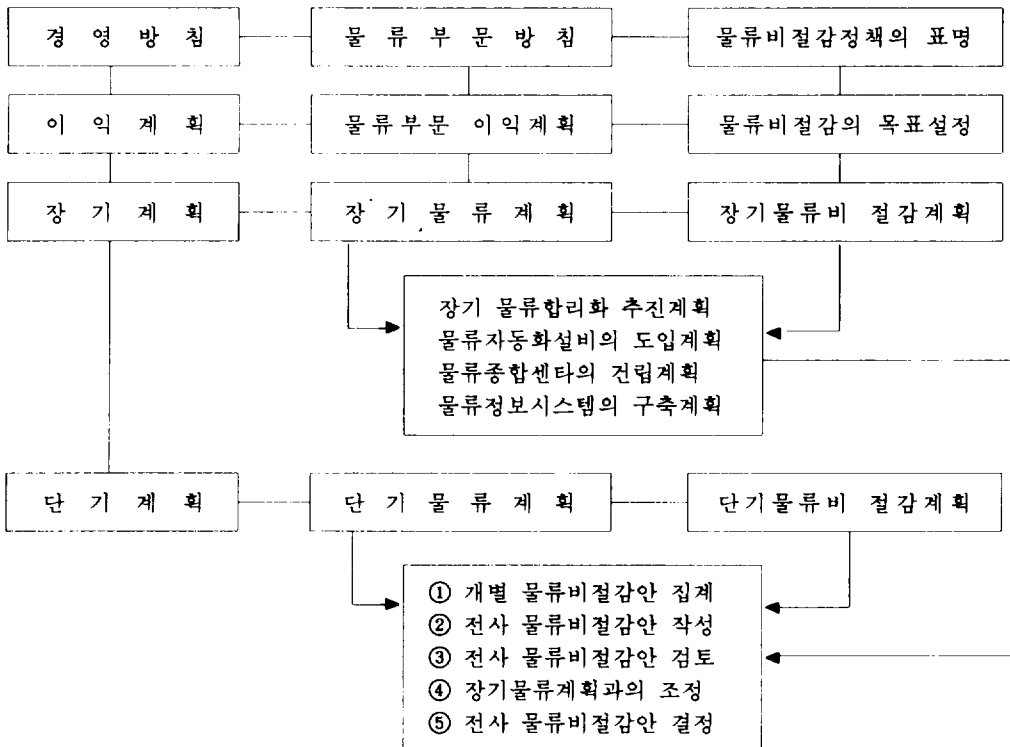 경 영 방 침
물 류 부 문 방 침
물류비절감정책의 표명
이 익 계 획
물류부문 이익계획
물류비절감의 목표설정
장 기 계 획
장 기 물 류 계 획
장기물류비 절감계획
장기 물류합리화 추진계획
물류자동화설비의 도입계획
물류종합센타의 건립계획
물류정보시스템의 구축계획
단 기 계 획
단 기 물 류 계 획
단기물류비 절감계획
① 개별 물류비절감안 집계
② 전사 물류비절감안 작성
③ 전사 물류비절감안 검토
④ 장기물류계획과의 조정
⑤ 전사 물류비절감안 결정